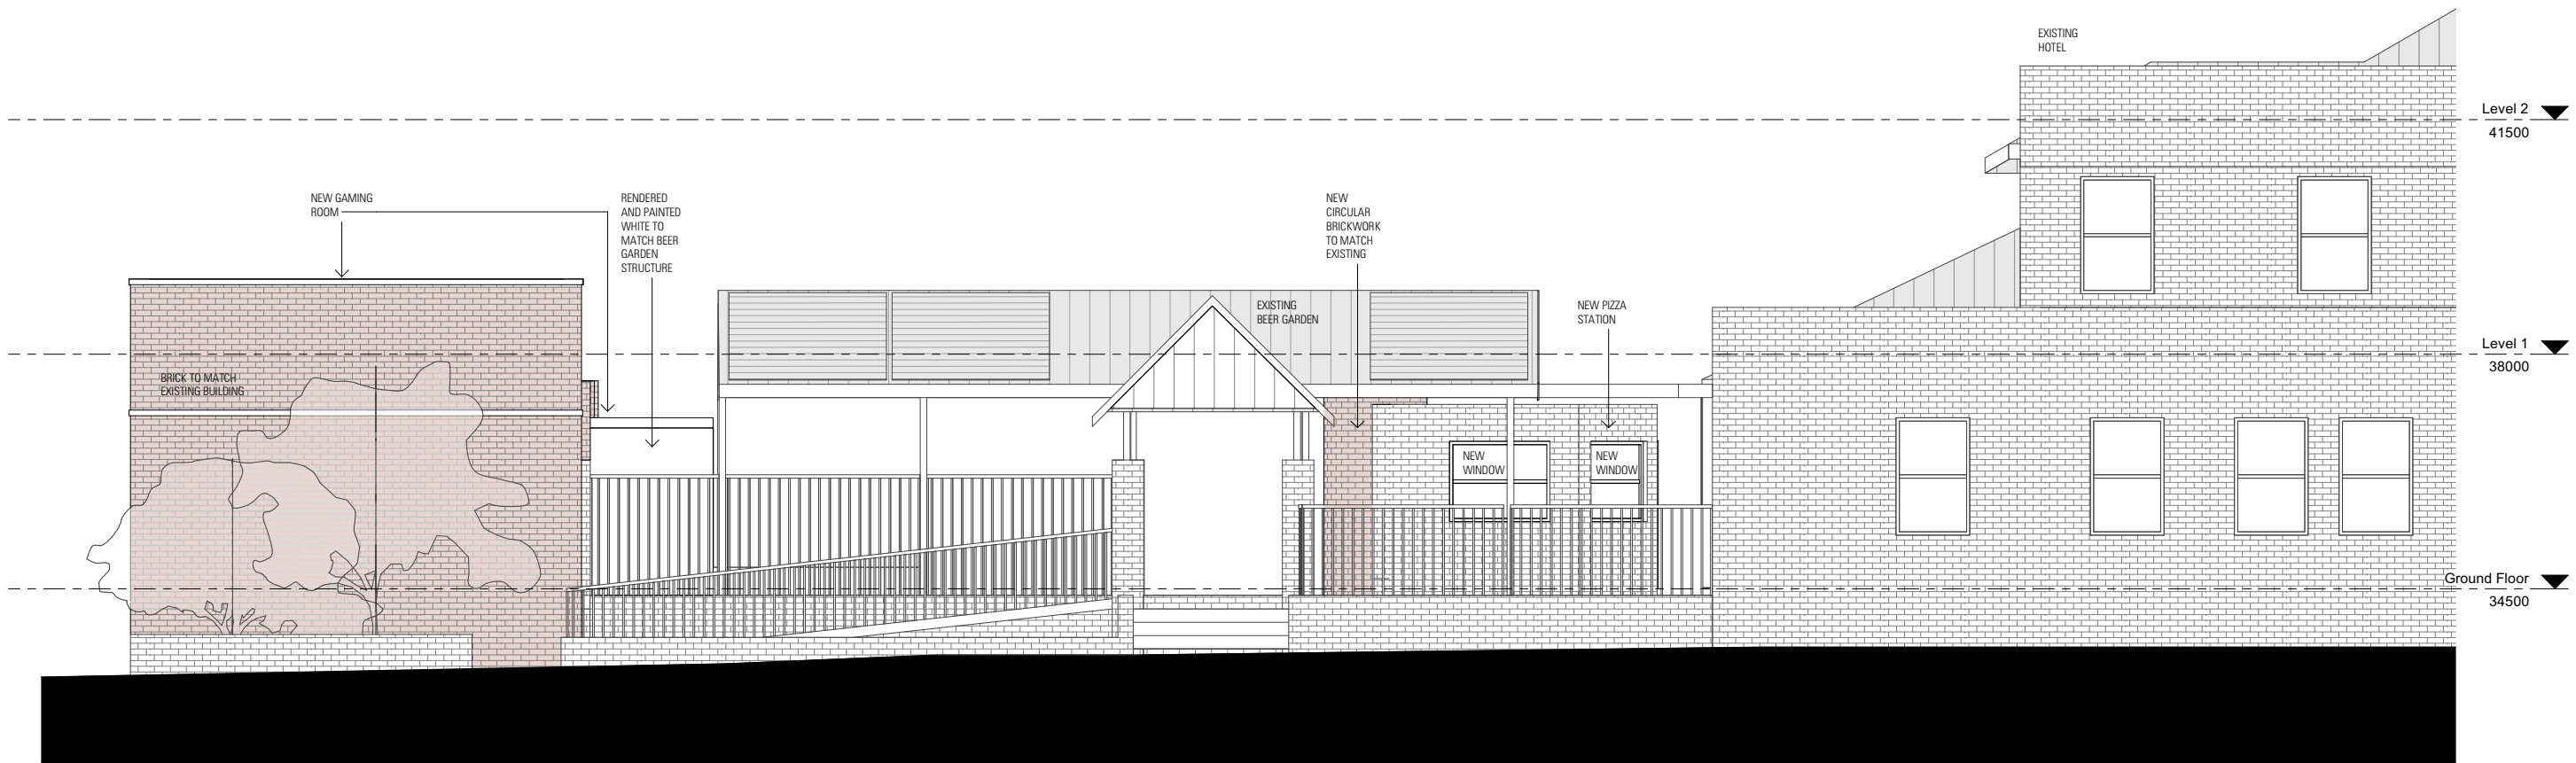 EXISTING
HOTEL
Level 2
41500
NEW GAMING
ROOM
RENDERED
AND PAINTED
WHITE TO
MATCH BEER
GARDEN
STRUCTURE
NEW
CIRCULAR
BRICKWORK
TO MATCH
EXISTING
EXISTING
BEER GARDEN
NEW PIZZA
STATION
Level 1
38000
BRICK TO MATCH
EXISTING BUILDING
NEW
WINDOW
NEW
WINDOW
Ground Floor
34500